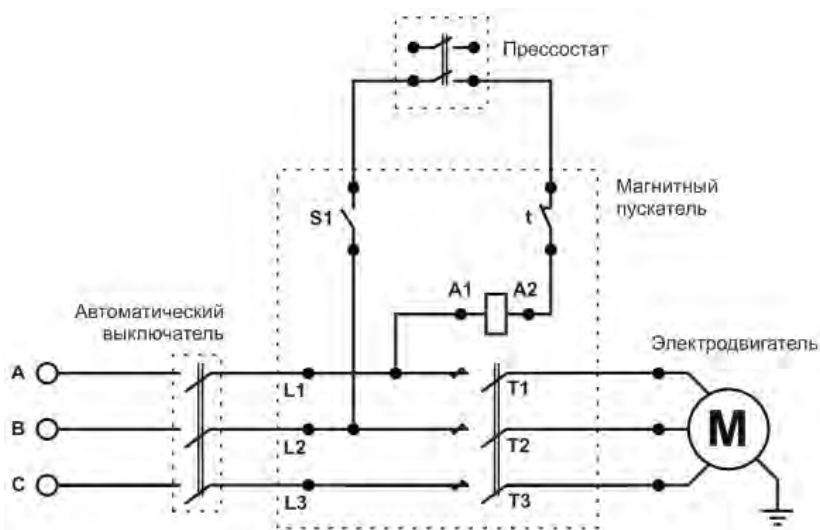 Прессостат
Магнитный
пускатель
S1
t
A1
A2
Автоматический
выключатель
Электродвигатель
A
L1
T1
B
L2
T2
M
C
L3
T3